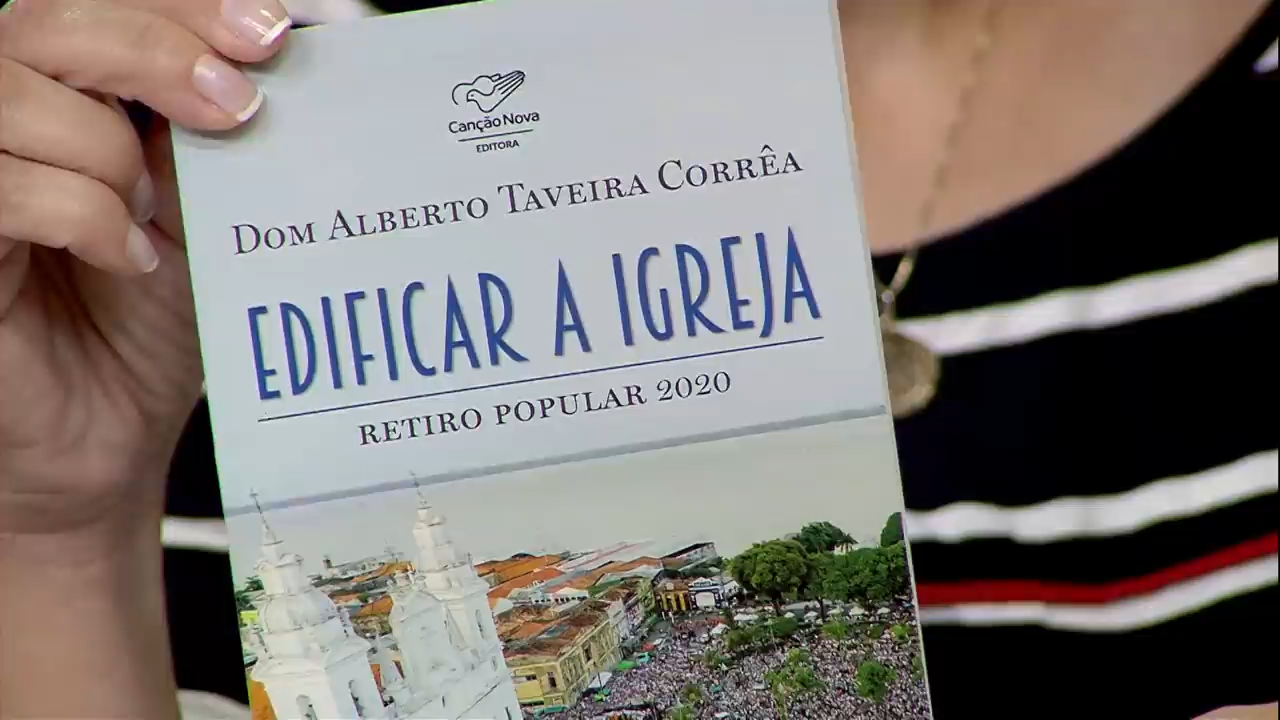 Canção Nova
EDITORA
DOM ALBERTO TAVEIRA CORRÊA
EDIFICAR A IGREJA
RETIRO POPULAR 2020